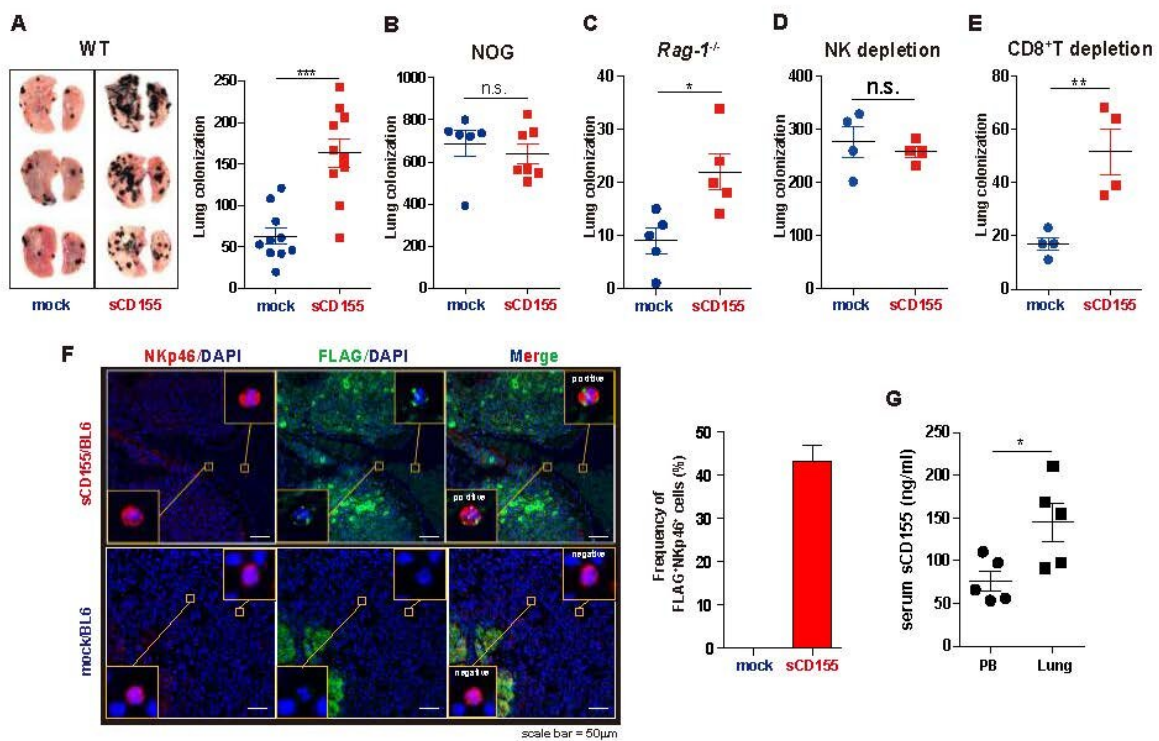 A
WT
mock
sCD155
Lung colonization
250
200
150
100
50
0
***
mock
sCD155
B
NOG
Lung colonization
1000
800
600
400
200
0
n.s.
mock
sCD155
C
Rag-1-/-
Lung colonization
40
30
20
10
0
*
mock
sCD155
D
NK depletion
Lung colonization
400
300
200
100
0
n.s.
mock
sCD155
E
CD8+T depletion
Lung colonization
80
60
40
20
0
**
mock
sCD155
F
NKp46/DAPI
FLAG/DAPI
Merge
sCD155/BL6
positive
positive
mock/BL6
negative
negative
scale bar = 50μm
Frequency of
FLAG+NKp46+ cells (%)
50
40
30
20
10
0
mock
sCD155
G
serum sCD155 (ng/ml)
250
200
150
100
50
0
*
PB
Lung